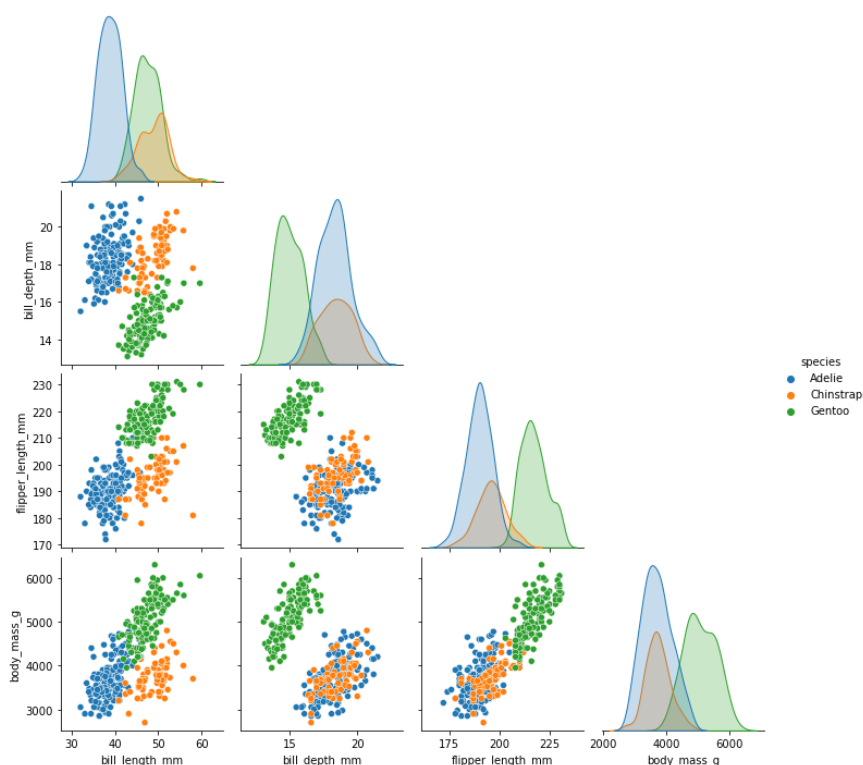 bill_depth_mm
20
18
16
14
flipper_length_mm
230
220
210
200
190
180
170
species
Adelie
Chinstrap
Gentoo
body_mass_g
6000
5000
4000
3000
30 40 50 60
15 20
175 200 225
2000 4000 6000
bill_length_mm
bill_depth_mm
flipper_length_mm
body_mass_g